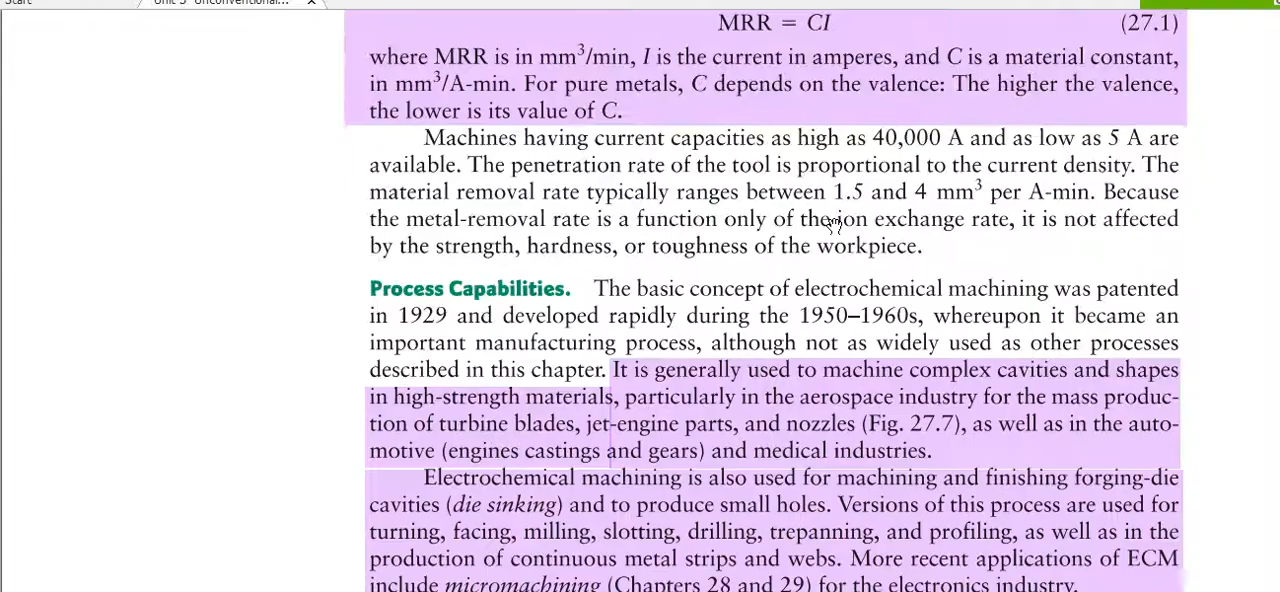 Start Unit 5- Unconventional... x
MRR = CI (27.1)
where MRR is in mm³/min, I is the current in amperes, and C is a material constant,
in mm³/A-min. For pure metals, C depends on the valence: The higher the valence,
the lower is its value of C.
Machines having current capacities as high as 40,000 A and as low as 5 A are
available. The penetration rate of the tool is proportional to the current density. The
material removal rate typically ranges between 1.5 and 4 mm³ per A-min. Because
the metal-removal rate is a function only of the ion exchange rate, it is not affected
by the strength, hardness, or toughness of the workpiece.
Process Capabilities. The basic concept of electrochemical machining was patented
in 1929 and developed rapidly during the 1950–1960s, whereupon it became an
important manufacturing process, although not as widely used as other processes
described in this chapter. It is generally used to machine complex cavities and shapes
in high-strength materials, particularly in the aerospace industry for the mass produc-
tion of turbine blades, jet-engine parts, and nozzles (Fig. 27.7), as well as in the auto-
motive (engines castings and gears) and medical industries.
Electrochemical machining is also used for machining and finishing forging-die
cavities (die sinking) and to produce small holes. Versions of this process are used for
turning, facing, milling, slotting, drilling, trepanning, and profiling, as well as in the
production of continuous metal strips and webs. More recent applications of ECM
include micromachining (Chapters 28 and 29) for the electronics industry.